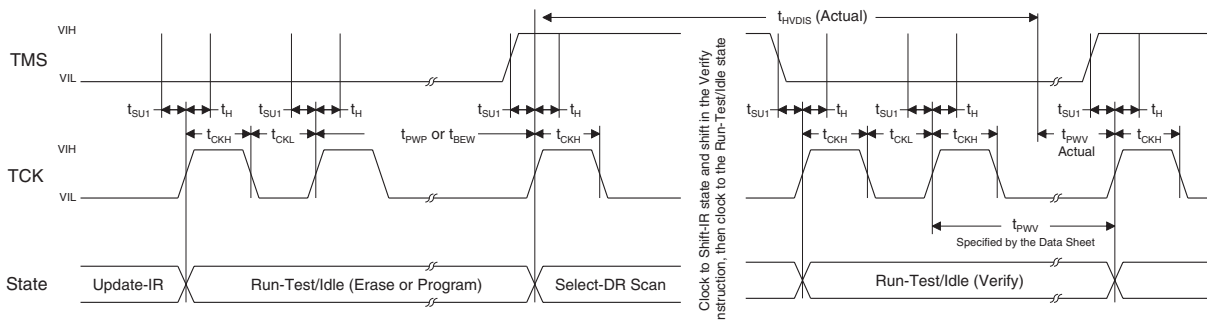 VIH
TMS
VIL
tSU1 tH tSU1 tH tSU1 tH tSU1 tH tSU1 tH tSU1 tH
tHVDIS (Actual)
tCKH tCKL tPWP or tBEW tCKH tCKH tCKL tCKH tPWV tCKH
Actual
VIH
TCK
VIL
tPWV
Specified by the Data Sheet
State
Update-IR
Run-Test/Idle (Erase or Program)
Select-DR Scan
Clock to Shift-IR state and shift in the Verify
nstruction, then clock to the Run-Test/Idle state
Run-Test/Idle (Verify)